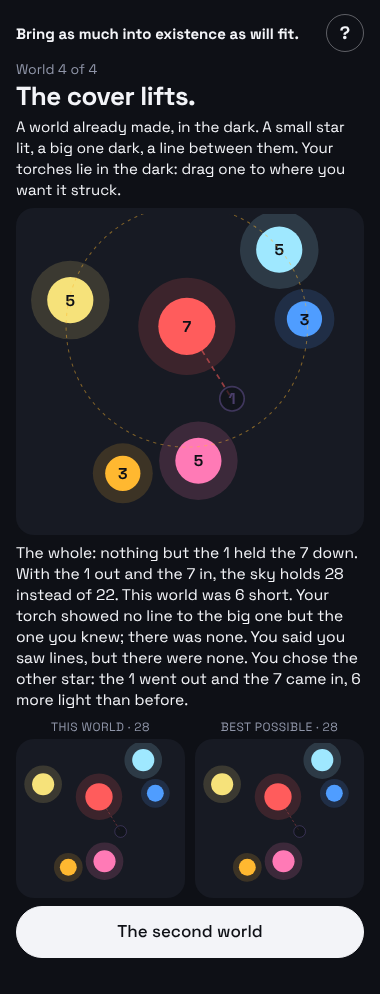 Bring as much into existence as will fit.
?
World 4 of 4
The cover lifts.
A world already made, in the dark. A small star
lit, a big one dark, a line between them. Your
torches lie in the dark: drag one to where you
want it struck.
5
5
3
7
1
5
3
The whole: nothing but the 1 held the 7 down.
With the 1 out and the 7 in, the sky holds 28
instead of 22. This world was 6 short. Your
torch showed no line to the big one but the
one you knew; there was none. You said you
saw lines, but there were none. You chose the
other star: the 1 went out and the 7 came in, 6
more light than before.
THIS WORLD · 28
BEST POSSIBLE · 28
The second world